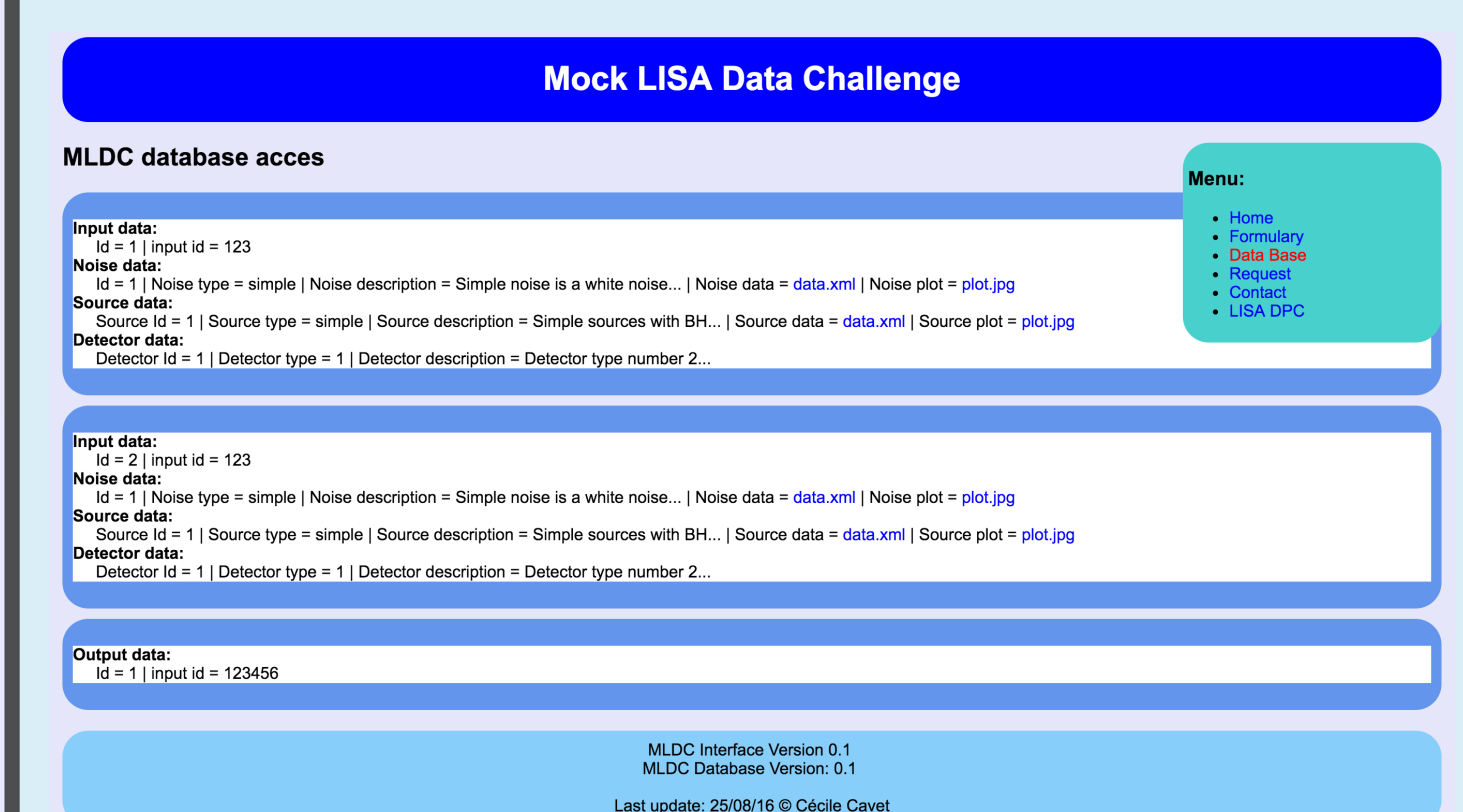 Mock LISA Data Challenge
MLDC database acces
Menu:
Home
Formulary
Data Base
Request
Contact
LISA DPC
Input data:
Id = 1 | input id = 123
Noise data:
Id = 1 | Noise type = simple | Noise description = Simple noise is a white noise... | Noise data = data.xml | Noise plot = plot.jpg
Source data:
Source Id = 1 | Source type = simple | Source description = Simple sources with BH... | Source data = data.xml | Source plot = plot.jpg
Detector data:
Detector Id = 1 | Detector type = 1 | Detector description = Detector type number 2...
Input data:
Id = 2 | input id = 123
Noise data:
Id = 1 | Noise type = simple | Noise description = Simple noise is a white noise... | Noise data = data.xml | Noise plot = plot.jpg
Source data:
Source Id = 1 | Source type = simple | Source description = Simple sources with BH... | Source data = data.xml | Source plot = plot.jpg
Detector data:
Detector Id = 1 | Detector type = 1 | Detector description = Detector type number 2...
Output data:
Id = 1 | input id = 123456
MLDC Interface Version 0.1
MLDC Database Version: 0.1
Last update: 25/08/16 © Cécile Cavet